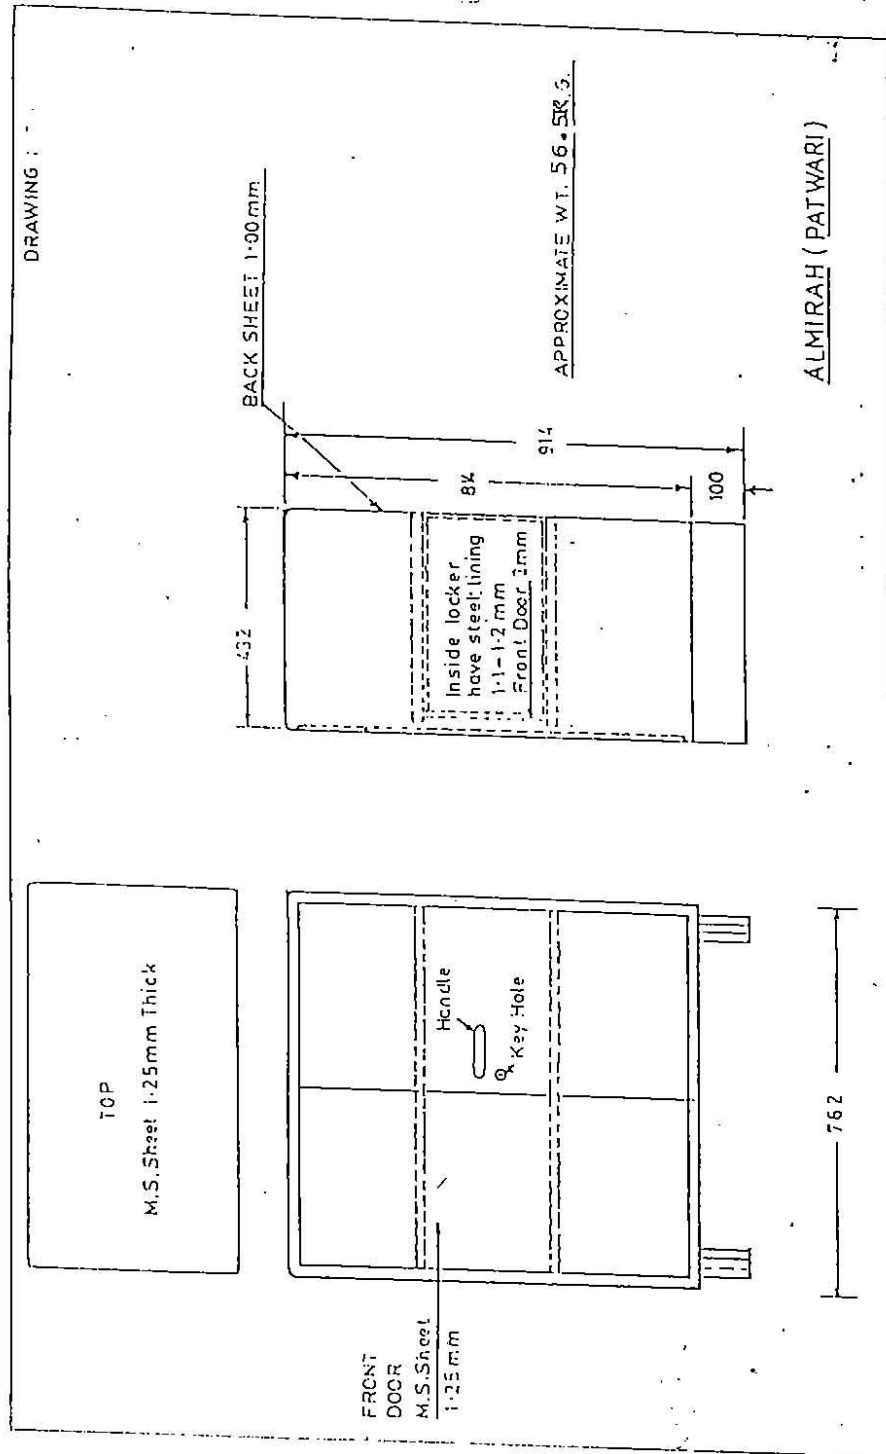 DRAWING :
TOP
M.S.Sheet 1·25mm Thick
FRONT
DOOR
M.S.Sheet
1·25mm
Handle
Key Hole
762
432
BACK SHEET 1·00mm
Inside locker
have steel lining
1·1-1·2 mm
Front Door 2mm
814
914
100
APPROXIMATE WT. 56.5K.G.
ALMIRAH ( PATWARI )